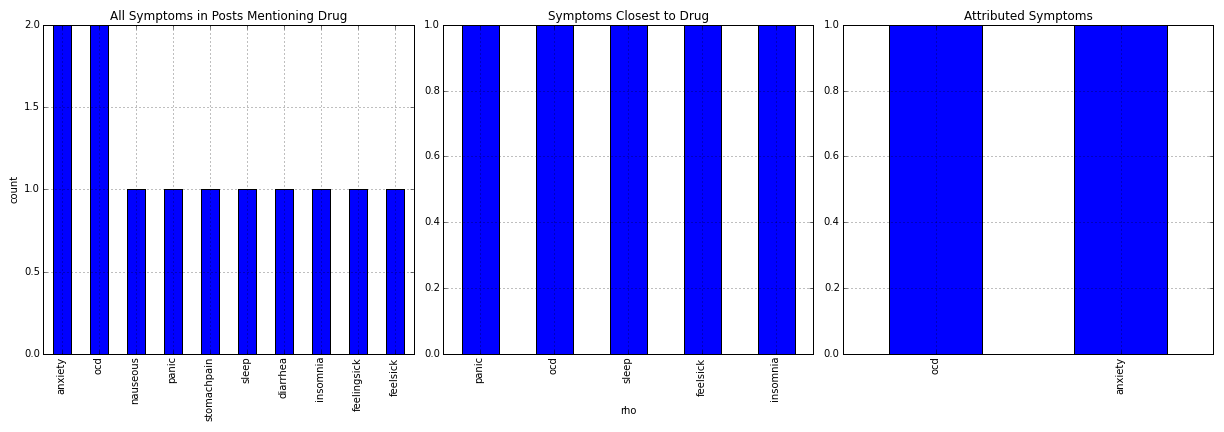 All Symptoms in Posts Mentioning Drug
2.0
1.5
1.0
0.5
0.0
count
anxiety
ocd
nauseous
panic
stomachpain
sleep
diarrhea
insomnia
feelingsick
feelsick
Symptoms Closest to Drug
1.0
0.8
0.6
0.4
0.2
0.0
panic
ocd
sleep
feelsick
insomnia
rho
Attributed Symptoms
1.0
0.8
0.6
0.4
0.2
0.0
ocd
anxiety